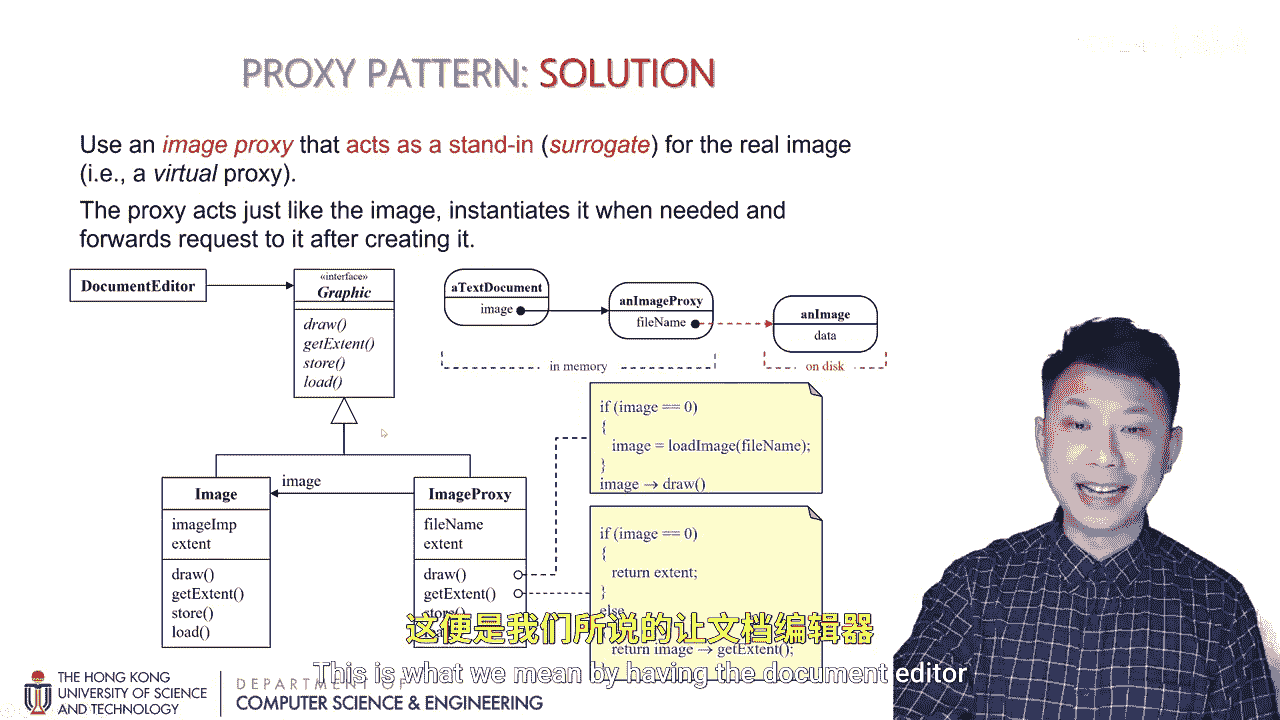 PROXY PATTERN: SOLUTION
Use an image proxy that acts as a stand-in (surrogate) for the real image
(i.e., a virtual proxy).
The proxy acts just like the image, instantiates it when needed and
forwards request to it after creating it.
DocumentEditor
«interface»
Graphic
draw()
getExtent()
store()
load()
aTextDocument
image
anImageProxy
fileName
anImage
data
in memory
on disk
image
Image
imageImp
extent
draw()
getExtent()
store()
load()
ImageProxy
fileName
extent
draw()
getExtent()
store()
if (image == 0)
{
image = loadImage(fileName);
}
image → draw()
if (image == 0)
{
return extent;
}
else
return image → getExtent();
这便是我们所说的让文档编辑器
This is what we mean by having the document editor
THE HONG KONG
UNIVERSITY OF SCIENCE
AND TECHNOLOGY
DEPARTMENT OF
COMPUTER SCIENCE & ENGINEERING